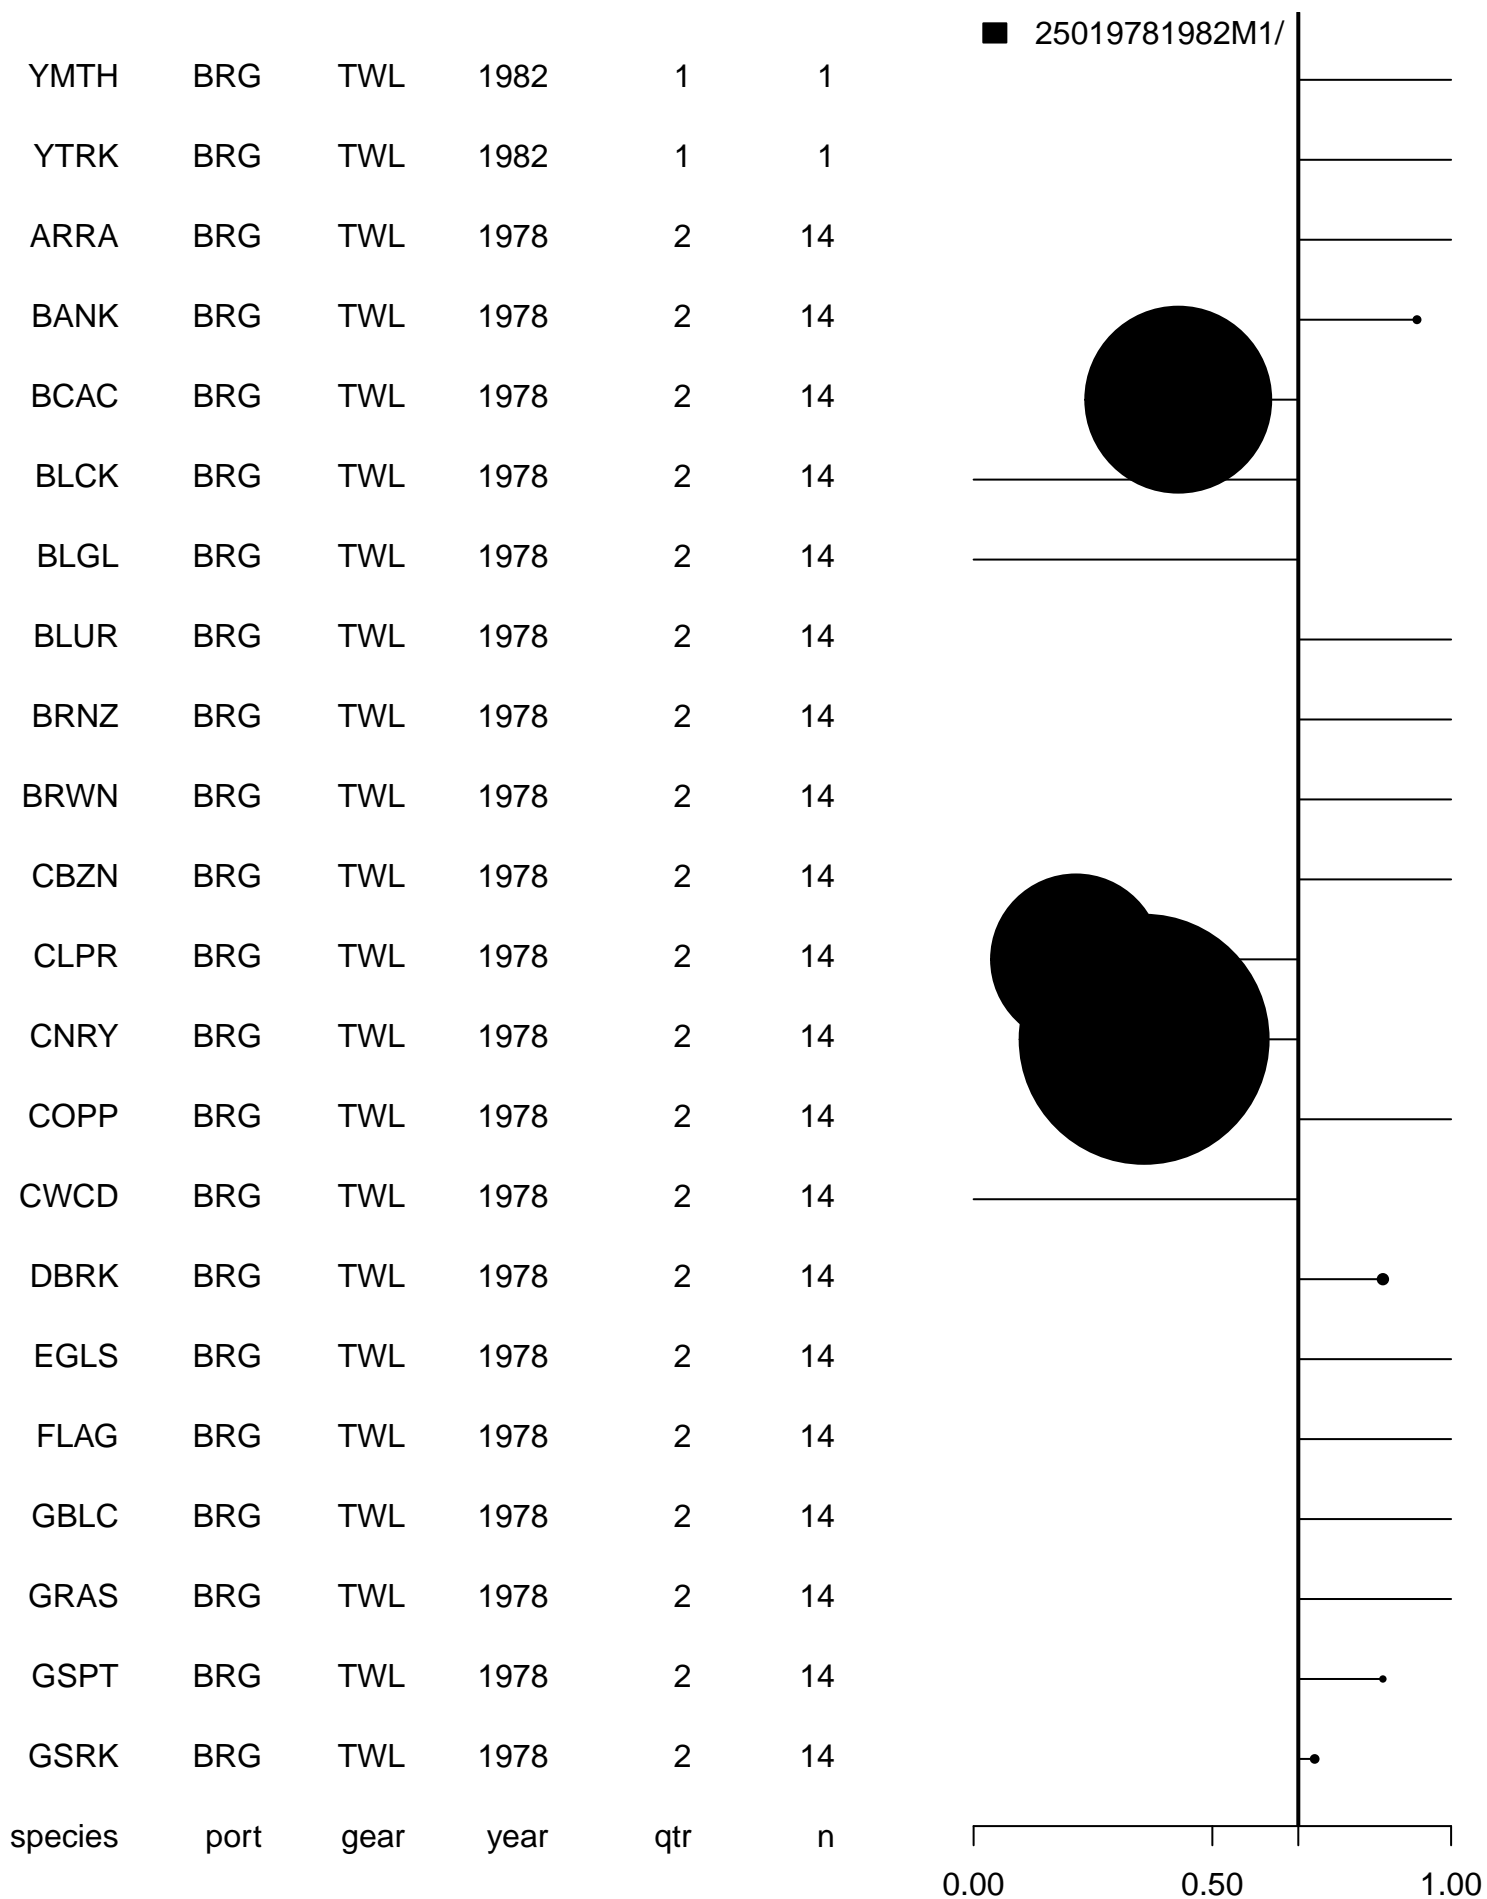 25019781982M1/
YMTH BRG TWL 1982 1 1
YTRK BRG TWL 1982 1 1
ARRA BRG TWL 1978 2 14
BANK BRG TWL 1978 2 14
BCAC BRG TWL 1978 2 14
BLCK BRG TWL 1978 2 14
BLGL BRG TWL 1978 2 14
BLUR BRG TWL 1978 2 14
BRNZ BRG TWL 1978 2 14
BRWN BRG TWL 1978 2 14
CBZN BRG TWL 1978 2 14
CLPR BRG TWL 1978 2 14
CNRY BRG TWL 1978 2 14
COPP BRG TWL 1978 2 14
CWCD BRG TWL 1978 2 14
DBRK BRG TWL 1978 2 14
EGLS BRG TWL 1978 2 14
FLAG BRG TWL 1978 2 14
GBLC BRG TWL 1978 2 14
GRAS BRG TWL 1978 2 14
GSPT BRG TWL 1978 2 14
GSRK BRG TWL 1978 2 14
species port gear year qtr n
0.00 0.50 1.00